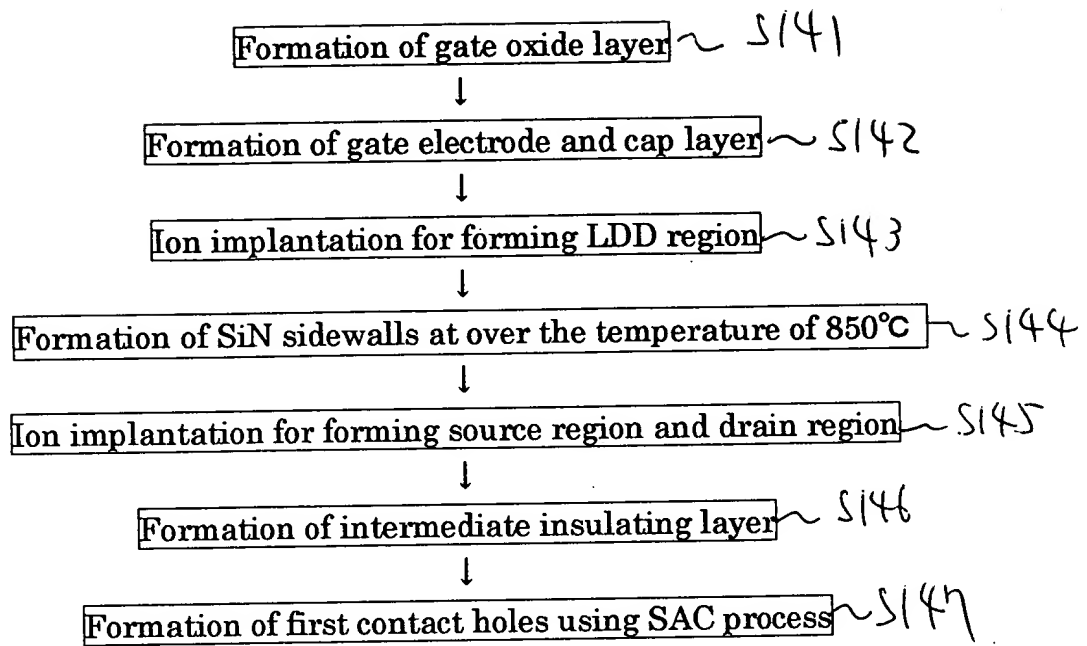 Formation of gate oxide layer S141
Formation of gate electrode and cap layer S142
Ion implantation for forming LDD region S143
Formation of SiN sidewalls at over the temperature of 850℃ S144
Ion implantation for forming source region and drain region S145
Formation of intermediate insulating layer S146
Formation of first contact holes using SAC process S147